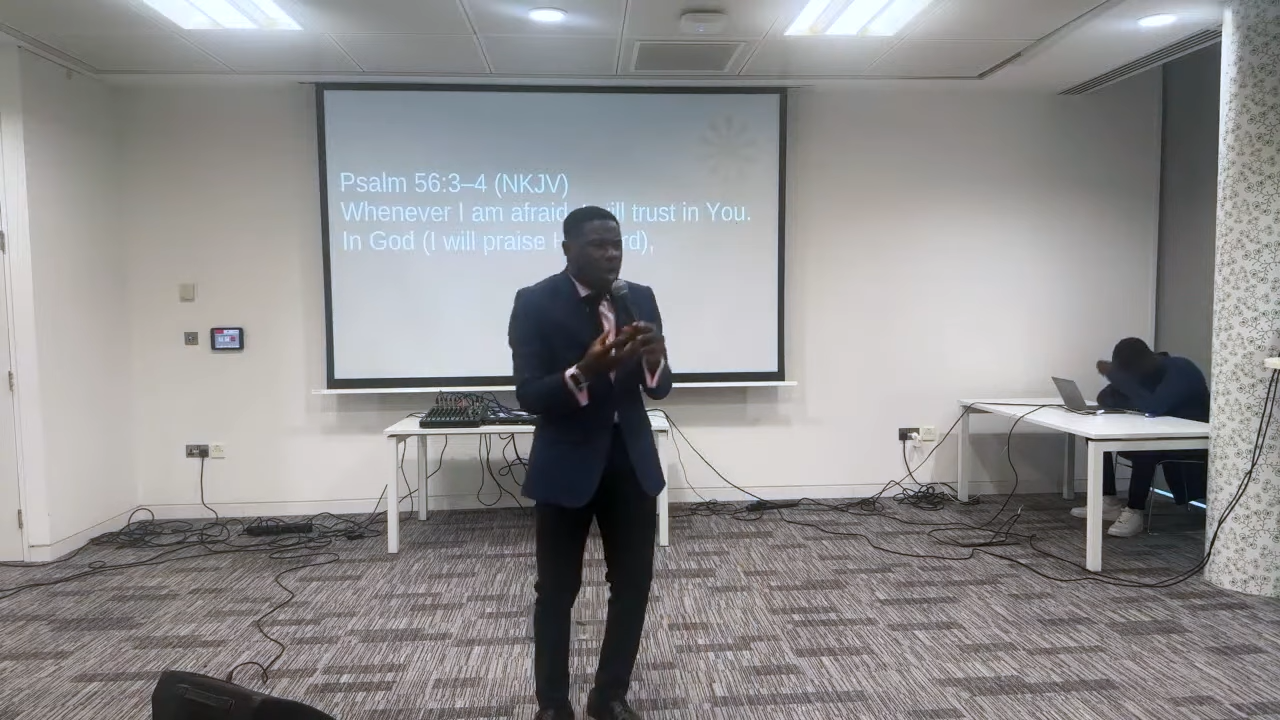 Psalm 56:3–4 (NKJV)
Whenever I am afraid, will trust in You.
In God (I will praise